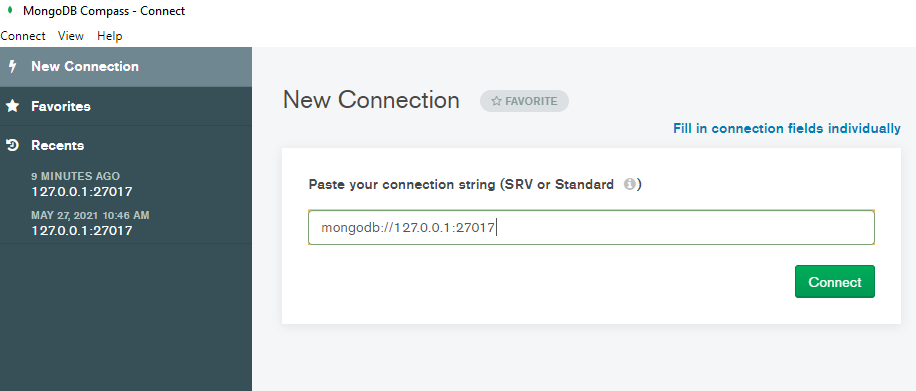 MongoDB Compass - Connect
Connect View Help
New Connection
Favorites
Recents
9 MINUTES AGO
127.0.0.1:27017
MAY 27, 2021 10:46 AM
127.0.0.1:27017
New Connection
FAVORITE
Fill in connection fields individually
Paste your connection string (SRV or Standard )
mongodb://127.0.0.1:27017
Connect